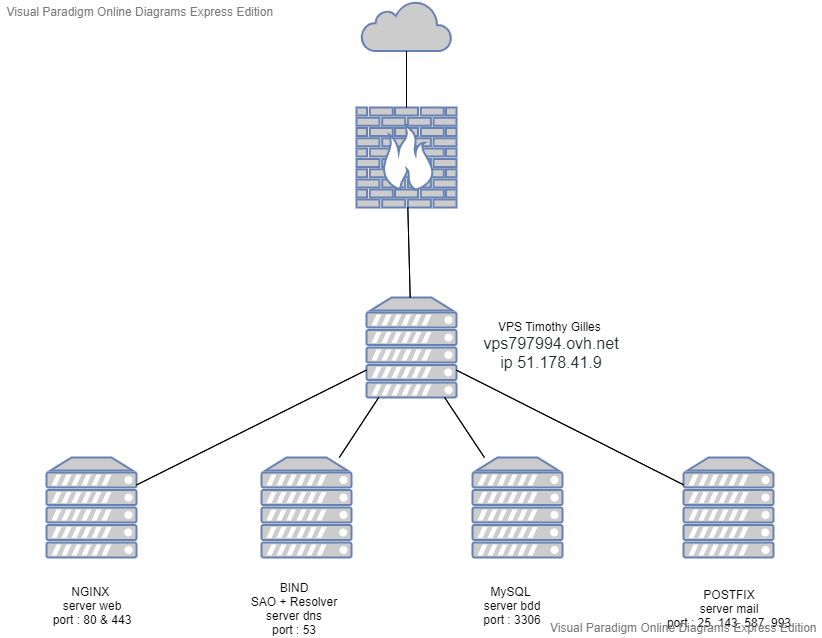 Visual Paradigm Online Diagrams Express Edition
VPS Timothy Gilles
vps797994.ovh.net
ip 51.178.41.9
NGINX
server web
port : 80 & 443
BIND
SAO + Resolver
server dns
port : 53
MySQL
server bdd
port : 3306
POSTFIX
server mail
port : 25, 143, 587, 993
Visual Paradigm Online Diagrams Express Edition